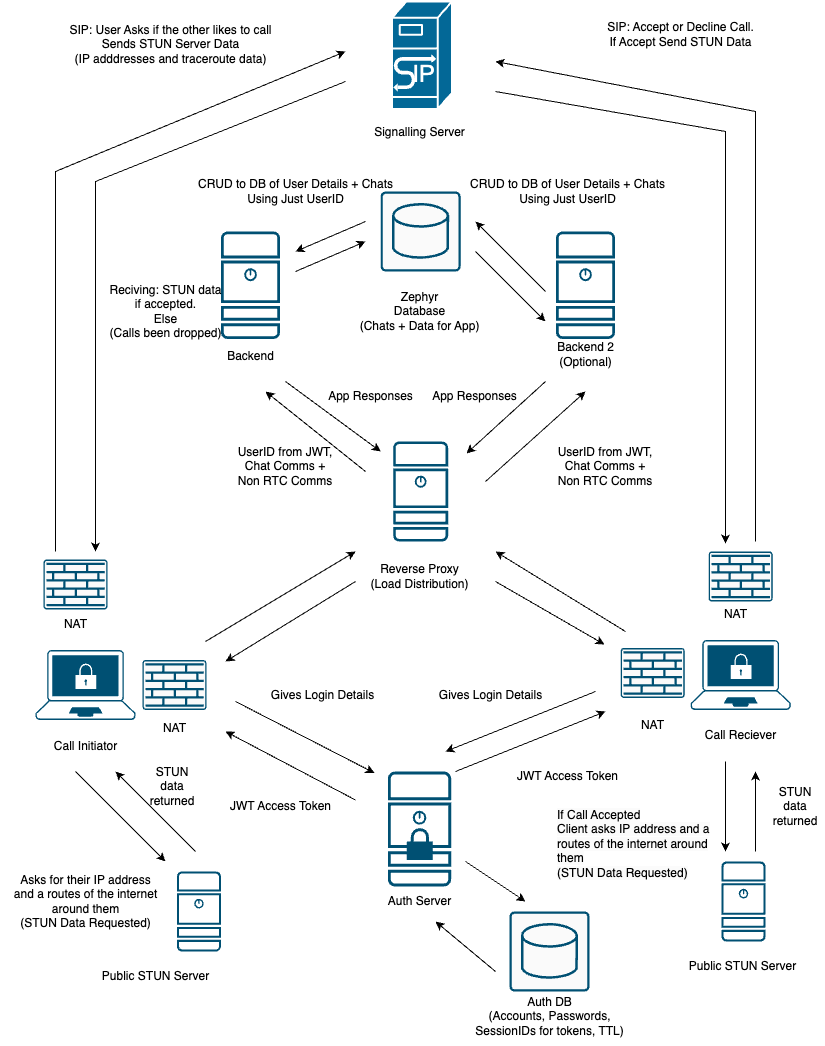 SIP: User Asks if the other likes to call
Sends STUN Server Data
(IP adddresses and traceroute data)
SIP: Accept or Decline Call.
If Accept Send STUN Data
SIP
Signalling Server
CRUD to DB of User Details + Chats
Using Just UserID
CRUD to DB of User Details + Chats
Using Just UserID
Reciving: STUN data
if accepted.
Else
(Calls been dropped)
Zephyr
Database
(Chats + Data for App)
Backend
Backend 2
(Optional)
App Responses
App Responses
UserID from JWT,
Chat Comms +
Non RTC Comms
UserID from JWT,
Chat Comms +
Non RTC Comms
Reverse Proxy
(Load Distribution)
NAT
NAT
Call Initiator
NAT
Gives Login Details
Gives Login Details
NAT
Call Reciever
STUN
data
returned
JWT Access Token
JWT Access Token
STUN
data
returned
If Call Accepted
Client asks IP address and a
routes of the internet around
them
(STUN Data Requested)
Asks for their IP address
and a routes of the internet
around them
(STUN Data Requested)
Auth Server
Public STUN Server
Public STUN Server
Auth DB
(Accounts, Passwords,
SessionIDs for tokens, TTL)